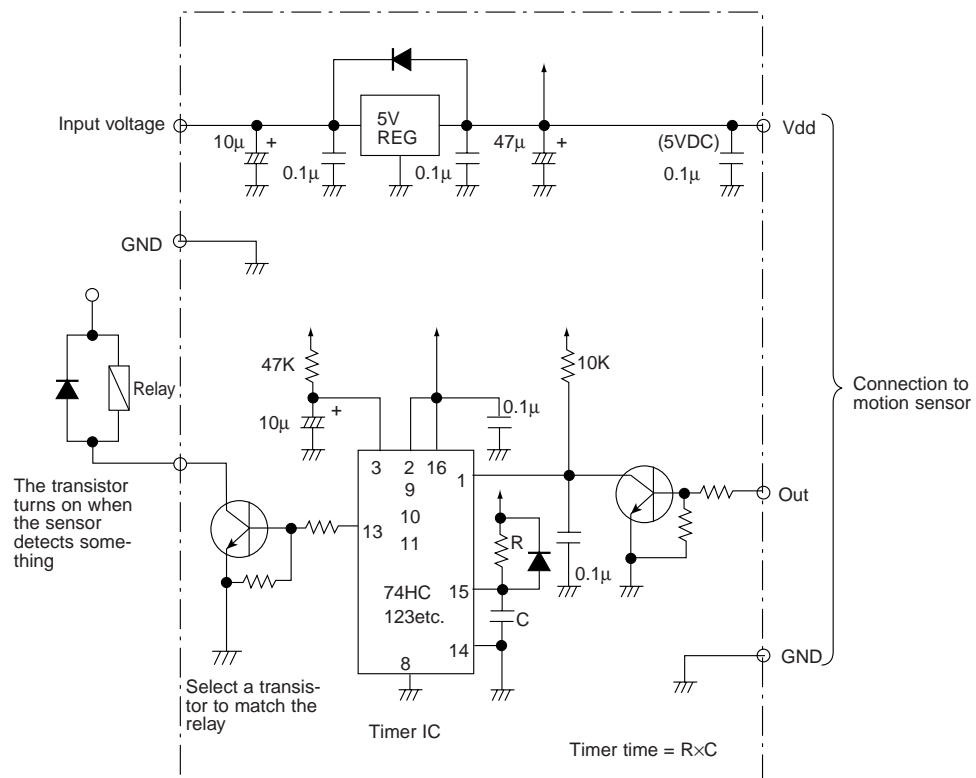 Input voltage
10μ
+
0.1μ
5V
REG
0.1μ
47μ
+
(5VDC)
0.1μ
Vdd
GND
Relay
47K
10μ
+
0.1μ
10K
Connection to
motion sensor
3
2
16
1
9
10
11
13
15
14
8
74HC
123etc.
R
C
0.1μ
Out
GND
The transistor
turns on when
the sensor
detects some-
thing
Select a transis-
tor to match the
relay
Timer IC
Timer time = R×C